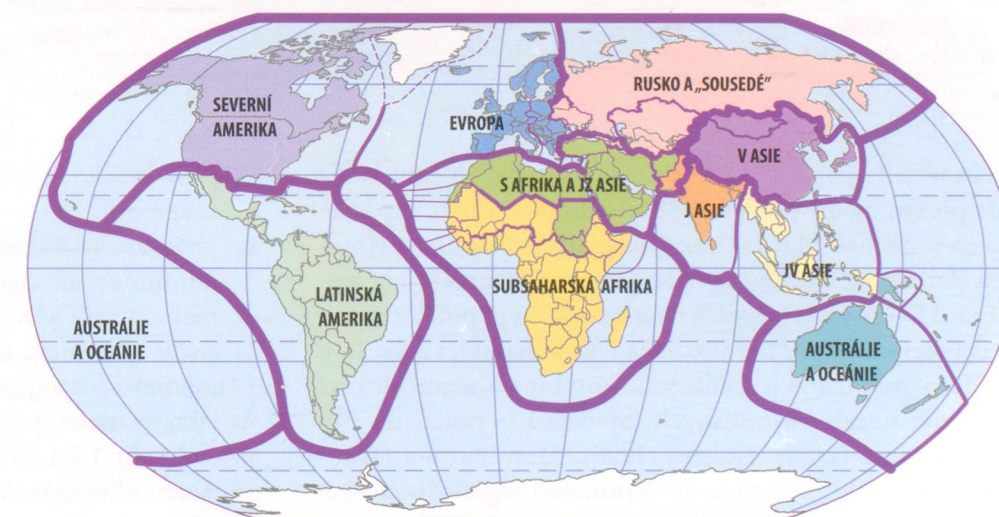 SEVERNÍ
AMERIKA
EVROPA
RUSKO A „SOUSEDÉ”
V ASIE
S AFRIKA A JZ ASIE
J ASIE
JV ASIE
SUBSAHARSKÁ AFRIKA
LATINSKÁ
AMERIKA
AUSTRÁLIE
A OCEÁNIE
AUSTRÁLIE
A OCEÁNIE